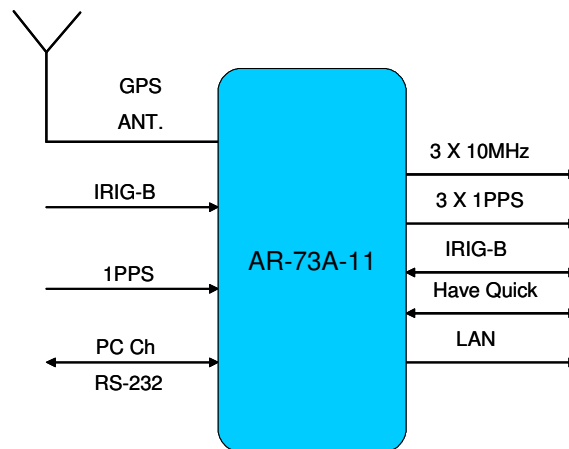 GPS
ANT.
IRIG-B
1PPS
PC Ch
RS-232
AR-73A-11
3 X 10MHz
3 X 1PPS
IRIG-B
Have Quick
LAN